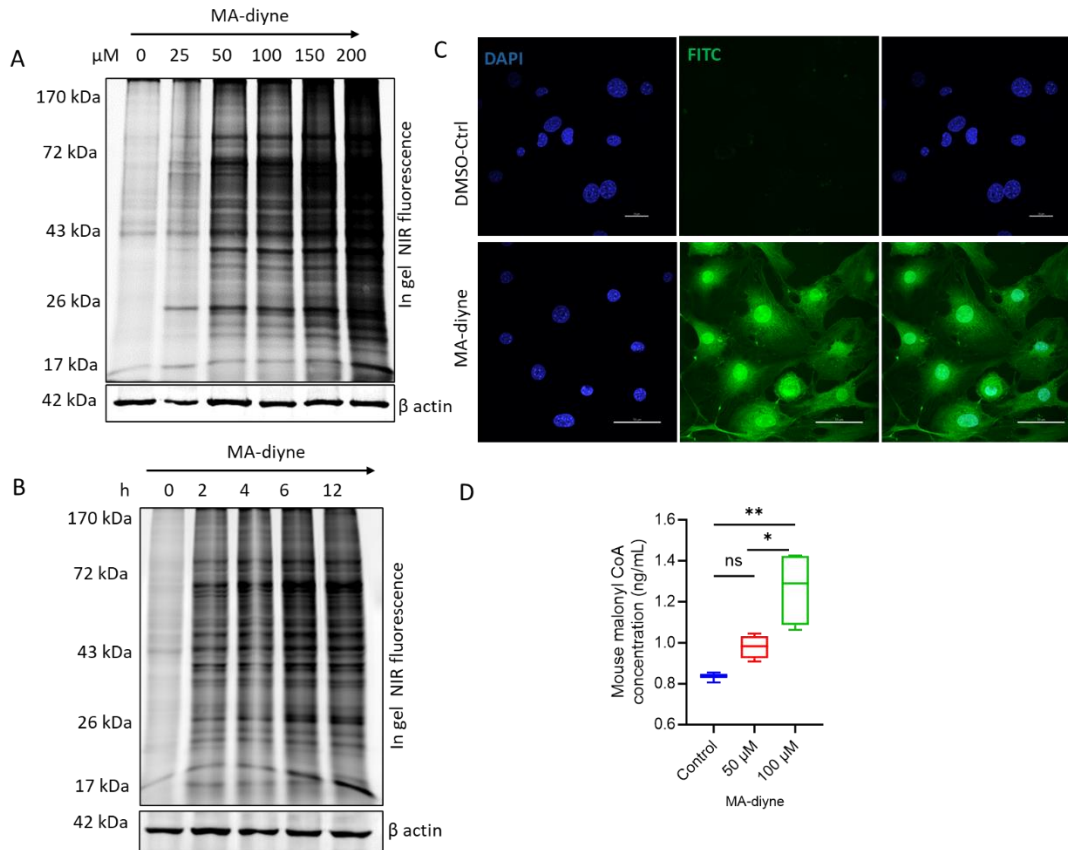 A
MA-diyne
μM 0 25 50 100 150 200
170 kDa
72 kDa
43 kDa
26 kDa
17 kDa
42 kDa
In gel NIR fluorescence
β actin
B
MA-diyne
h 0 2 4 6 12
170 kDa
72 kDa
43 kDa
26 kDa
17 kDa
42 kDa
In gel NIR fluorescence
β actin
C
DAPI
FITC
DMSO-Ctrl
MA-diyne
D
Mouse malonyl CoA
concentration (ng/mL)
1.6
1.4
1.2
1.0
0.8
0.6
**
*
ns
Control
50 μM
100 μM
MA-diyne